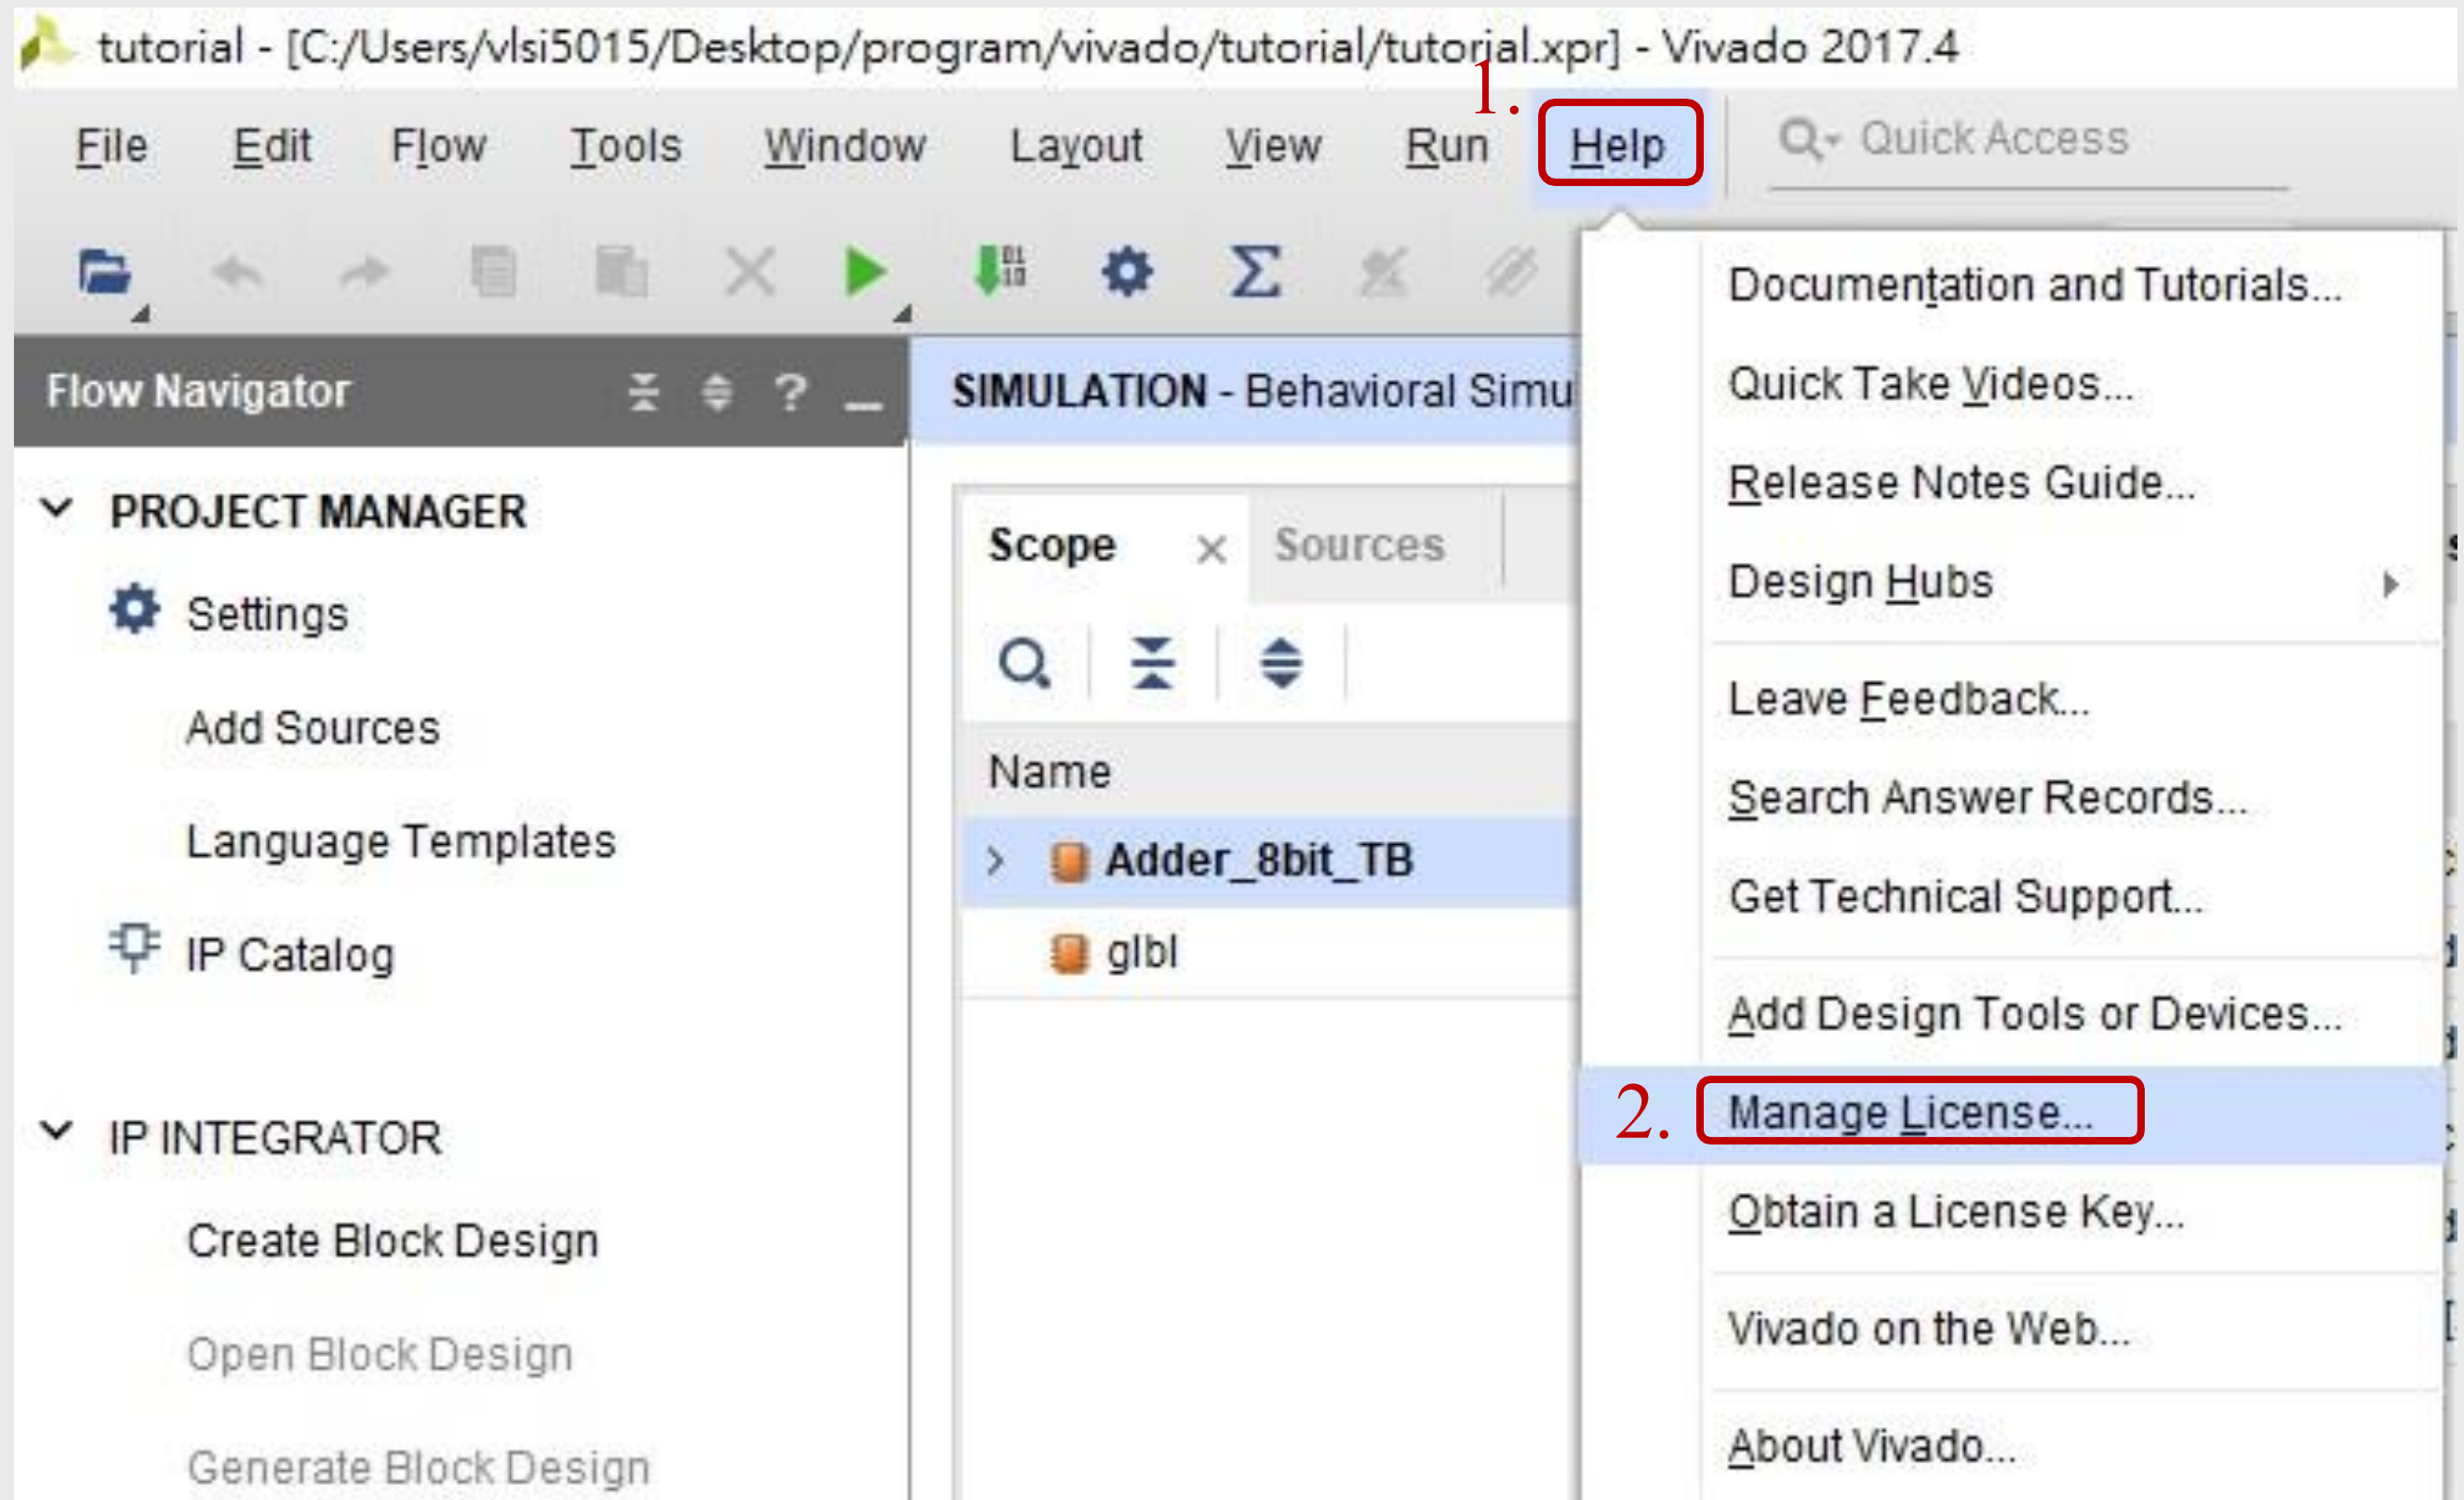 tutorial - [C:/Users/vlsi5015/Desktop/program/vivado/tutorial/tutorial.xpr] - Vivado 2017.4
1.
File Edit Flow Tools Window Layout View Run Help Quick Access
Flow Navigator
SIMULATION - Behavioral Simu
PROJECT MANAGER
Settings
Add Sources
Language Templates
IP Catalog
IP INTEGRATOR
Create Block Design
Open Block Design
Generate Block Design
Scope Sources
Name
Adder_8bit_TB
glbl
Documentation and Tutorials...
Quick Take Videos...
Release Notes Guide...
Design Hubs
Leave Feedback...
Search Answer Records...
Get Technical Support...
Add Design Tools or Devices...
2. Manage License...
Obtain a License Key...
Vivado on the Web...
About Vivado...